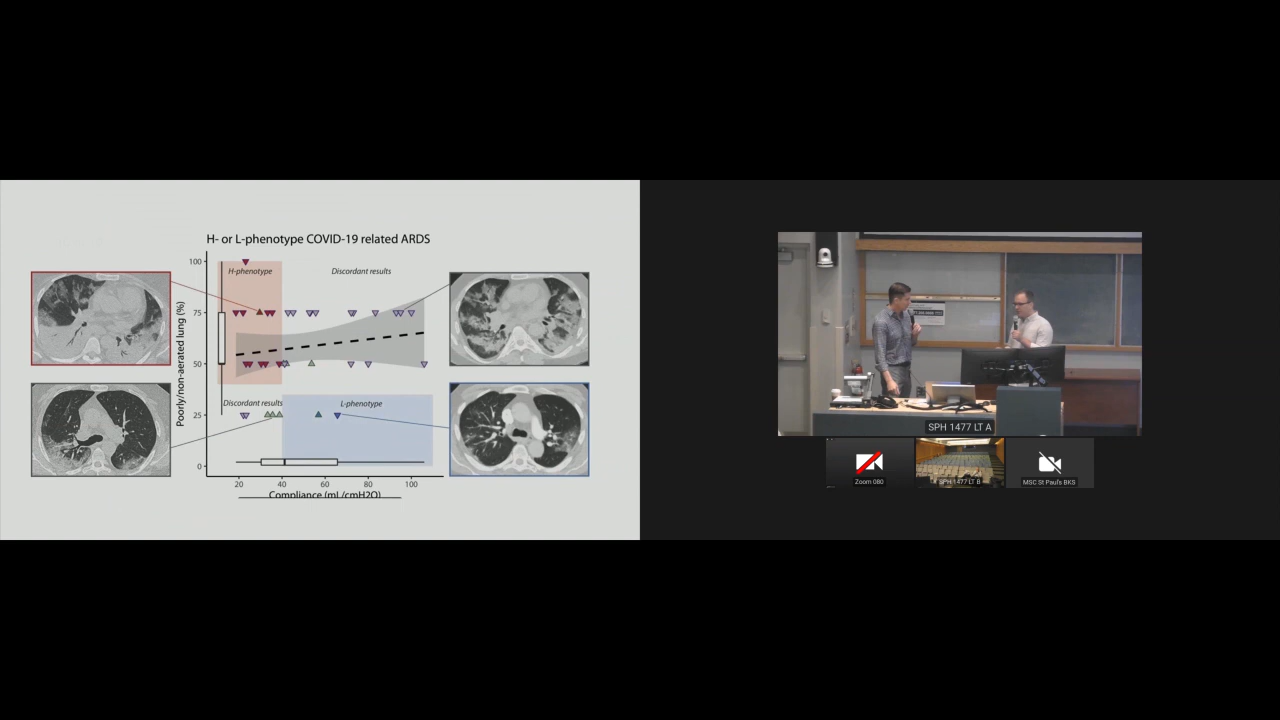 H- or L-phenotype COVID-19 related ARDS
Poorly/non-aerated lung (%)
100
75
50
25
0
H-phenotype
Discordant results
Discordant results
L-phenotype
20
40
60
80
100
Compliance (mL/cmH2O)
SPH 1477 LT A
Zoom 080
SPH 1477 LT B
MSC St Paul's BKS